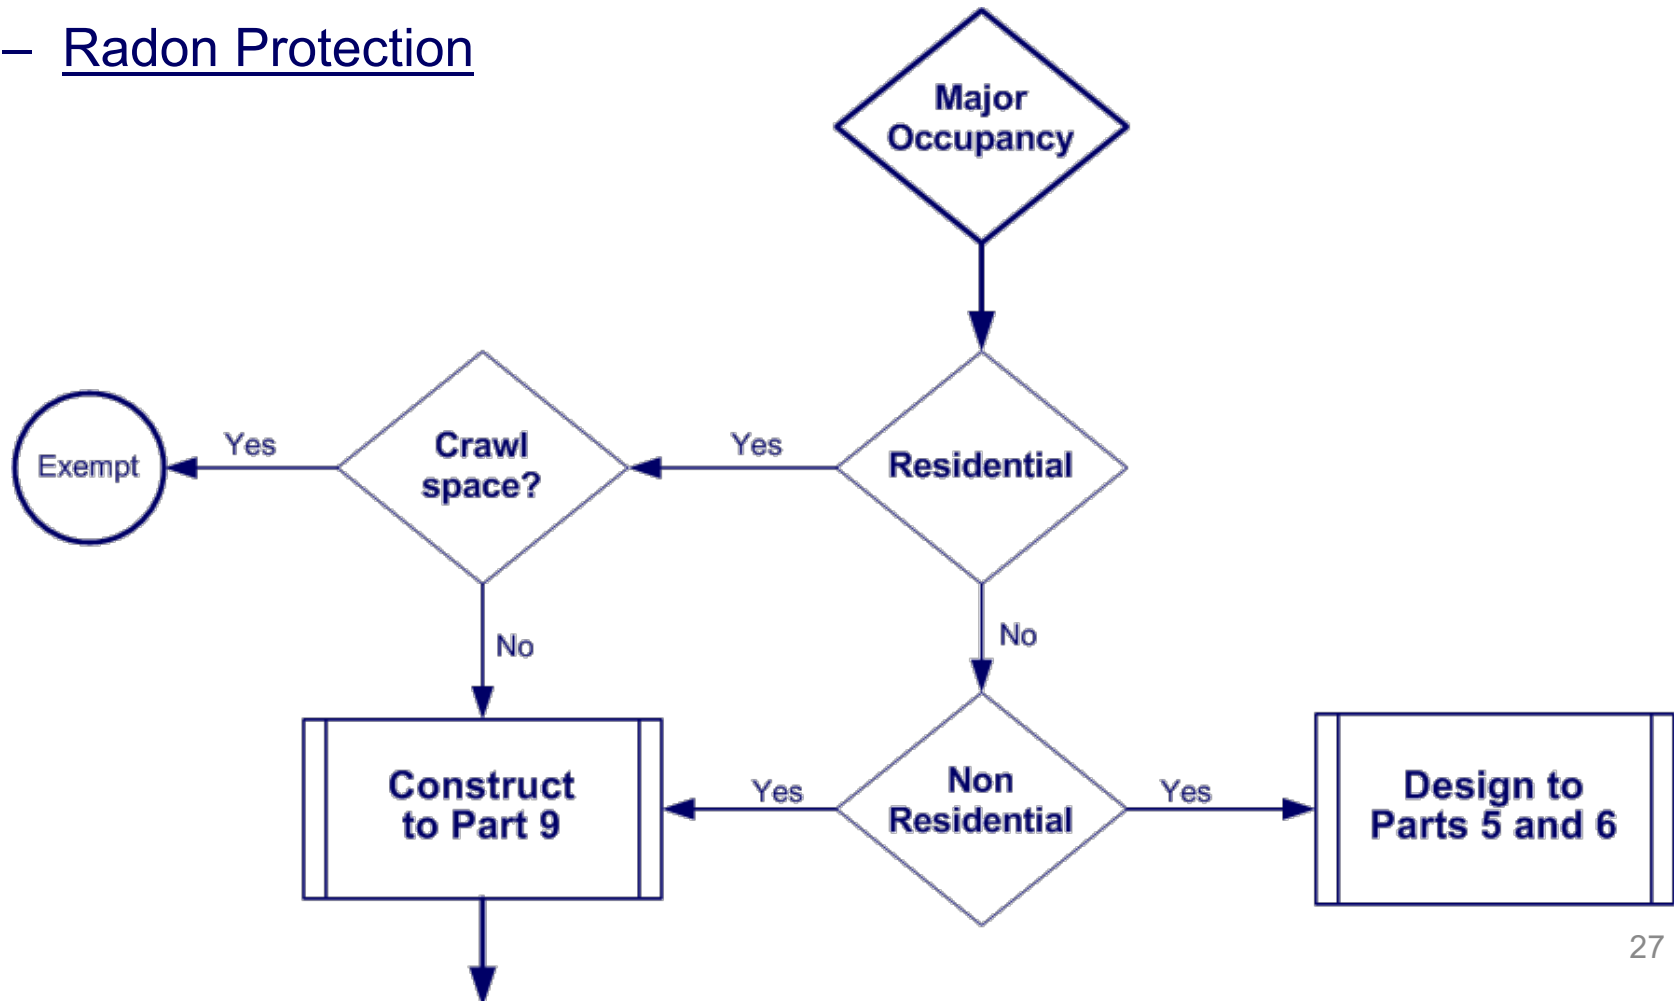 – Radon Protection
Major
Occupancy
Exempt
Yes
Crawl
space?
Yes
Residential
No
No
Construct
to Part 9
Yes
Non
Residential
Yes
Design to
Parts 5 and 6
27